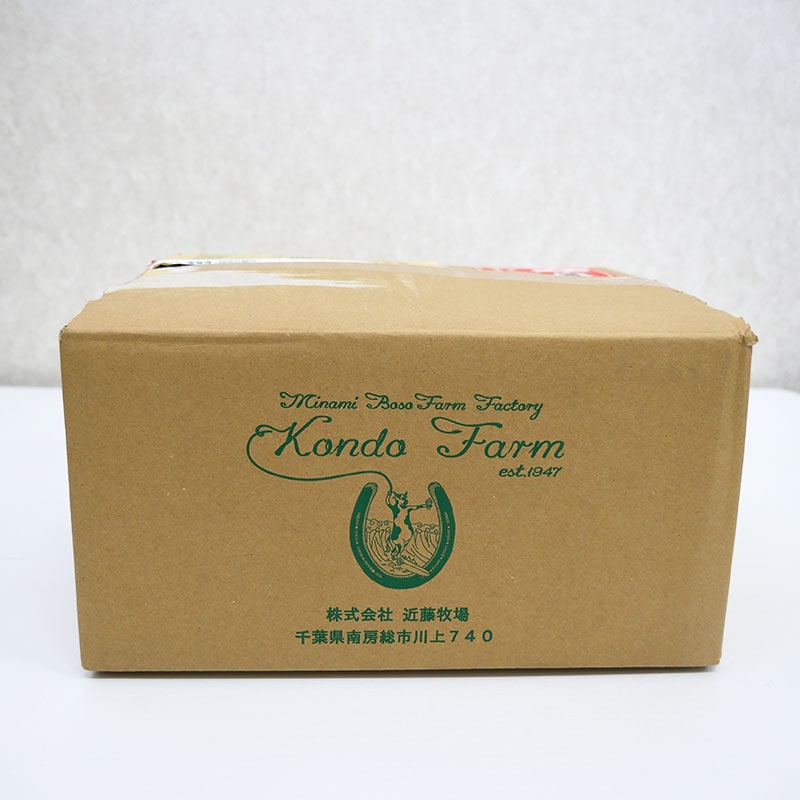 Minami Boso Farm Factory
Kondo Farm
est.1947
株式会社 近藤牧場
千葉県南房総市川上７４０